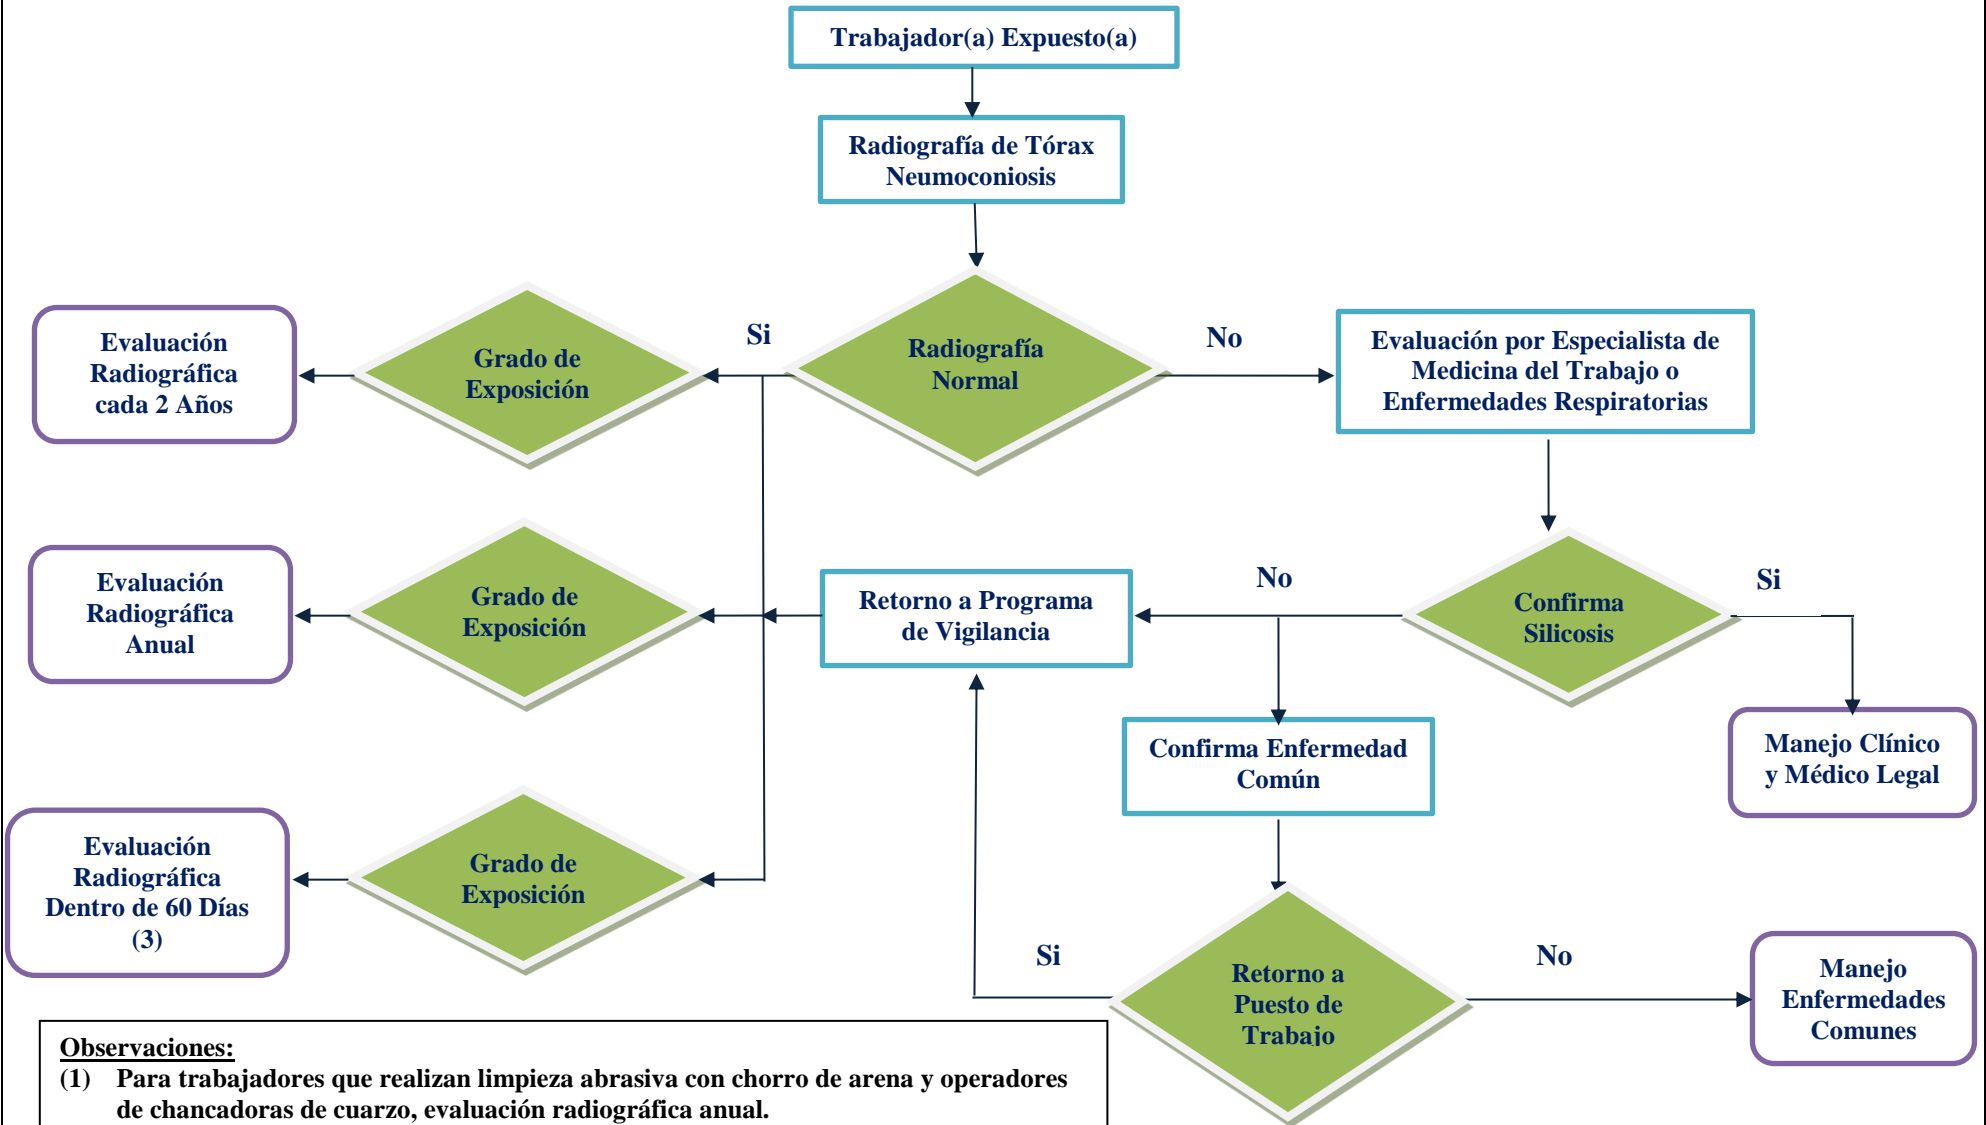 Trabajador(a) Expuesto(a)
Radiografía de Tórax
Neumoconiosis
Radiografía
Normal
Si
No
Grado de
Exposición
Evaluación
Radiográfica
cada 2 Años
Evaluación por Especialista de
Medicina del Trabajo o
Enfermedades Respiratorias
Evaluación
Radiográfica
Anual
Grado de
Exposición
Retorno a Programa
de Vigilancia
No
Confirma
Silicosis
Si
Confirma Enfermedad
Común
Manejo Clínico
y Médico Legal
Evaluación
Radiográfica
Dentro de 60 Días
(3)
Grado de
Exposición
Si
Retorno a
Puesto de
Trabajo
No
Manejo
Enfermedades
Comunes
Observaciones:
(1) Para trabajadores que realizan limpieza abrasiva con chorro de arena y operadores
de chancadoras de cuarzo, evaluación radiográfica anual.